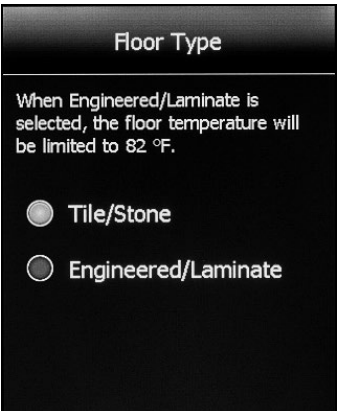 Floor Type
When Engineered/Laminate is
selected, the floor temperature will
be limited to 82 °F.
Tile/Stone
Engineered/Laminate